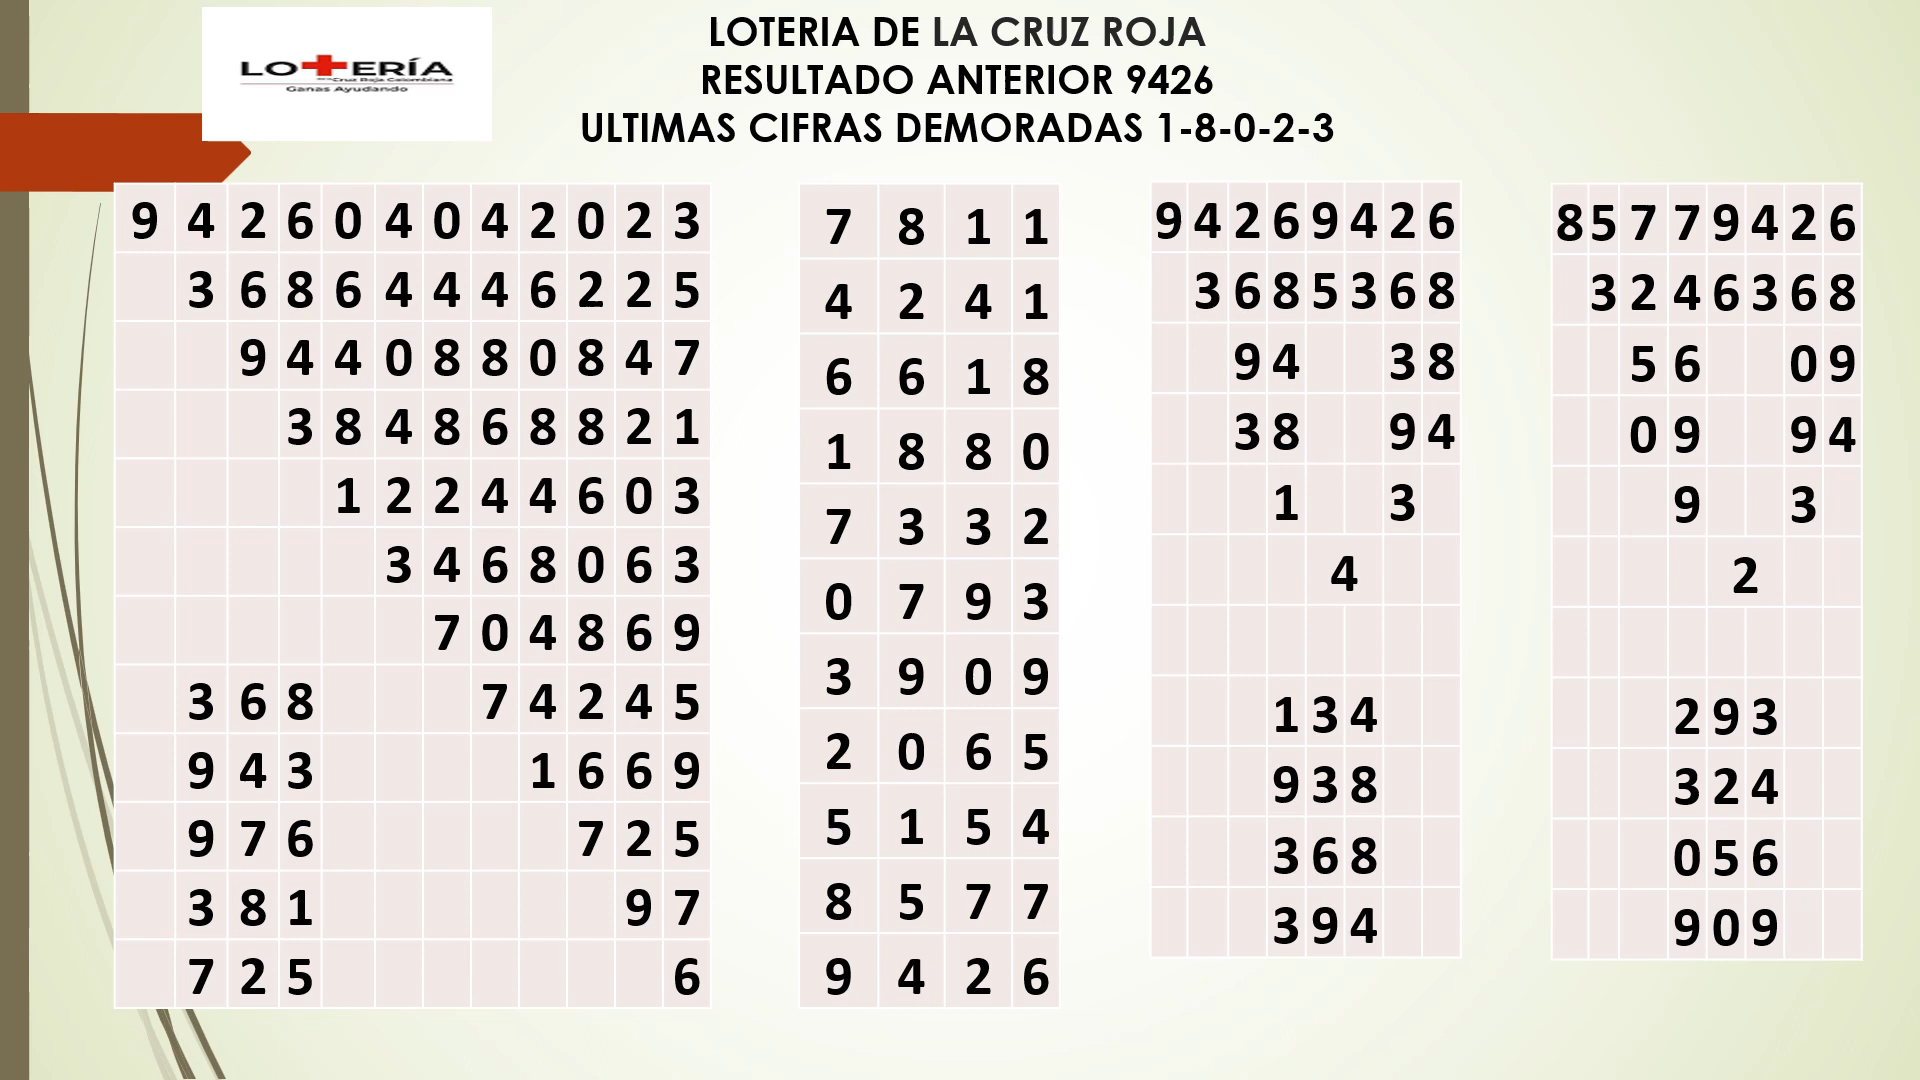 LOTERÍA
Cruz Roja Colombiana
Ganas Ayudando
LOTERIA DE LA CRUZ ROJA
RESULTADO ANTERIOR 9426
ULTIMAS CIFRAS DEMORADAS 1-8-0-2-3
9 4 2 6 0 4 0 4 2 0 2 3
3 6 8 6 4 4 4 6 2 2 5
9 4 4 0 8 8 0 8 4 7
3 8 4 8 6 8 8 2 1
1 2 2 4 4 6 0 3
3 4 6 8 0 6 3
7 0 4 8 6 9
3 6 8 7 4 2 4 5
9 4 3 1 6 6 9
9 7 6 7 2 5
3 8 1 9 7
7 2 5 6
7 8 1 1
4 2 4 1
6 6 1 8
1 8 8 0
7 3 3 2
0 7 9 3
3 9 0 9
2 0 6 5
5 1 5 4
8 5 7 7
9 4 2 6
9 4 2 6 9 4 2 6
3 6 8 5 3 6 8
9 4 3 8
3 8 9 4
1 3
4
1 3 4
9 3 8
3 6 8
3 9 4
8 5 7 7 9 4 2 6
3 2 4 6 3 6 8
5 6 0 9
0 9 9 4
9 3
2
2 9 3
3 2 4
0 5 6
9 0 9